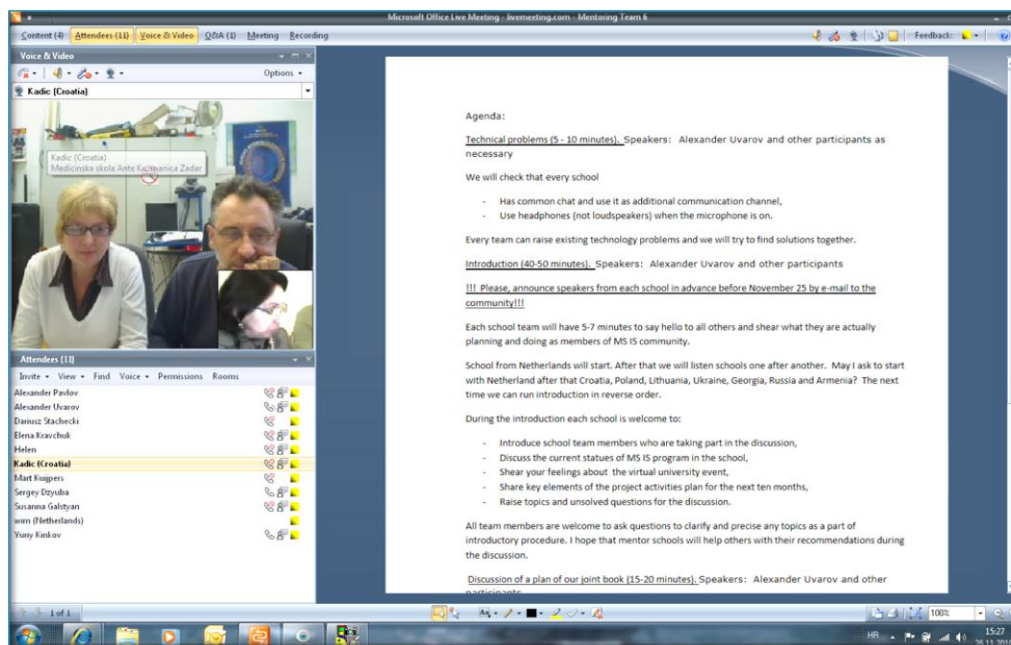 Microsoft Office Live Meeting - livemeeting.com - Mentoring Team 6
Content (4) Attendees (11) Voice & Video Q&A (1) Meeting Recording
Feedback:
Voice & Video
Options
Kadic (Croatia)
Kadic (Croatia)
Medicinska skola Ante Kuzmanica Zadar
Attendees (11)
Invite View Find Voice Permissions Rooms
Alexander Pavlov
Alexander Uvarov
Dariusz Stachecki
Elena Kravchuk
Helen
Kadic (Croatia)
Mart Kuijpers
Sergey Dzyuba
Susanna Galstyan
wim (Netherlands)
Yuriy Kinkov
Agenda:
Technical problems (5 - 10 minutes). Speakers: Alexander Uvarov and other participants as
necessary
We will check that every school
- Has common chat and use it as additional communication channel,
- Use headphones (not loudspeakers) when the microphone is on.
Every team can raise existing technology problems and we will try to find solutions together.
Introduction (40-50 minutes). Speakers: Alexander Uvarov and other participants
!!! Please, announce speakers from each school in advance before November 25 by e-mail to the
community!!!
Each school team will have 5-7 minutes to say hello to all others and shear what they are actually
planning and doing as members of MS IS community.
School from Netherlands will start. After that we will listen schools one after another. May I ask to start
with Netherland after that Croatia, Poland, Lithuania, Ukraine, Georgia, Russia and Armenia? The next
time we can run introduction in reverse order.
During the introduction each school is welcome to:
- Introduce school team members who are taking part in the discussion,
- Discuss the current statues of MS IS program in the school,
- Shear your feelings about the virtual university event,
- Share key elements of the project activities plan for the next ten months,
- Raise topics and unsolved questions for the discussion.
All team members are welcome to ask questions to clarify and precise any topics as a part of
introductory procedure. I hope that mentor schools will help others with their recommendations during
the discussion.
Discussion of a plan of our joint book (15-20 minutes). Speakers: Alexander Uvarov and other
participants
1 of 1
100%
HR
15:27